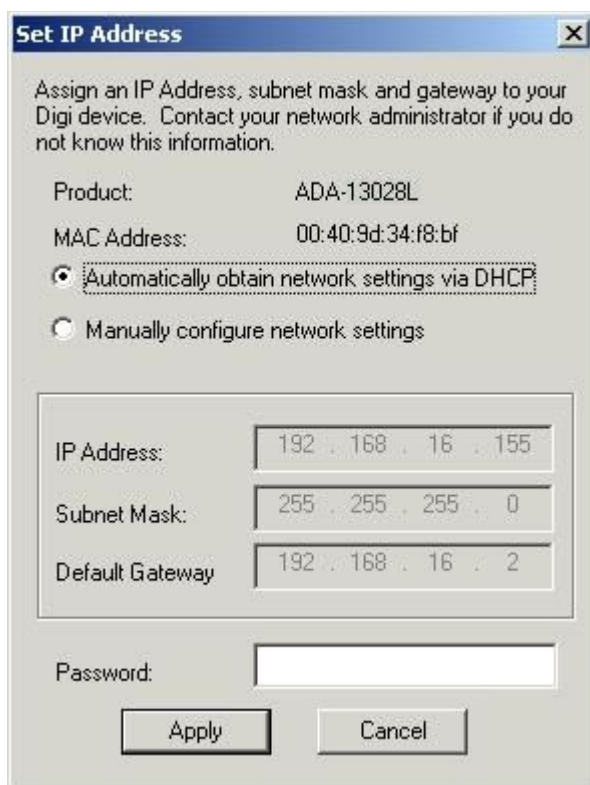 Set IP Address
Assign an IP Address, subnet mask and gateway to your
Digi device. Contact your network administrator if you do
not know this information.
Product: ADA-13028L
MAC Address: 00:40:9d:34:f8:bf
Automatically obtain network settings via DHCP
Manually configure network settings
IP Address: 192 . 168 . 16 . 155
Subnet Mask: 255 . 255 . 255 . 0
Default Gateway 192 . 168 . 16 . 2
Password:
Apply Cancel